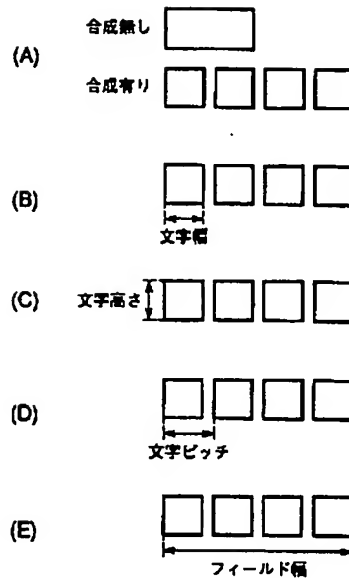 合成無し
(A)
合成有り
(B)
文字幅
(C) 文字高さ
(D)
文字ピッチ
(E)
フィールド幅